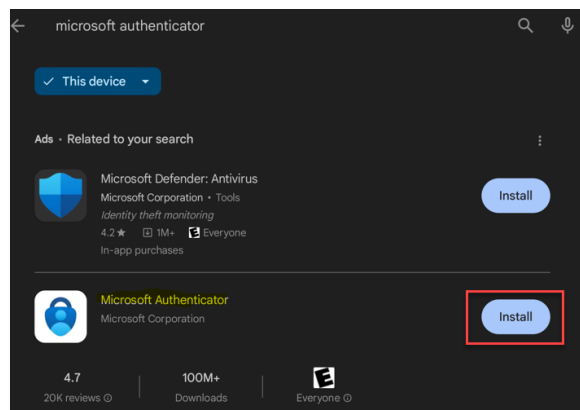 microsoft authenticator
This device
Ads · Related to your search
Microsoft Defender: Antivirus
Microsoft Corporation • Tools
Identity theft monitoring
4.2★ 1M+ E Everyone
In-app purchases
Install
Microsoft Authenticator
Microsoft Corporation
Install
4.7 100M+ E
20K reviews Downloads Everyone